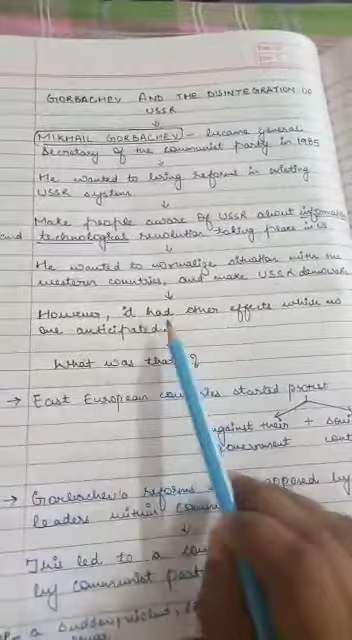 GORBACHEV AND THE DISINTEGRATION OF
USSR
MIKHAIL GORBACHEV - became general
Secretary of the communist party in 1985
He wanted to bring reforms in existing
USSR system
Make people aware of USSR about
and technological revolution taking place in
He wanted to normalize situation with the
western countries, and make USSR
However, it had other effects which no
one anticipated.
What was that ?
→ East European started protest
against their +
government
→ Gorbachev's reforms opposed by
leaders within
This led to a
by communist
a sudden, violent,